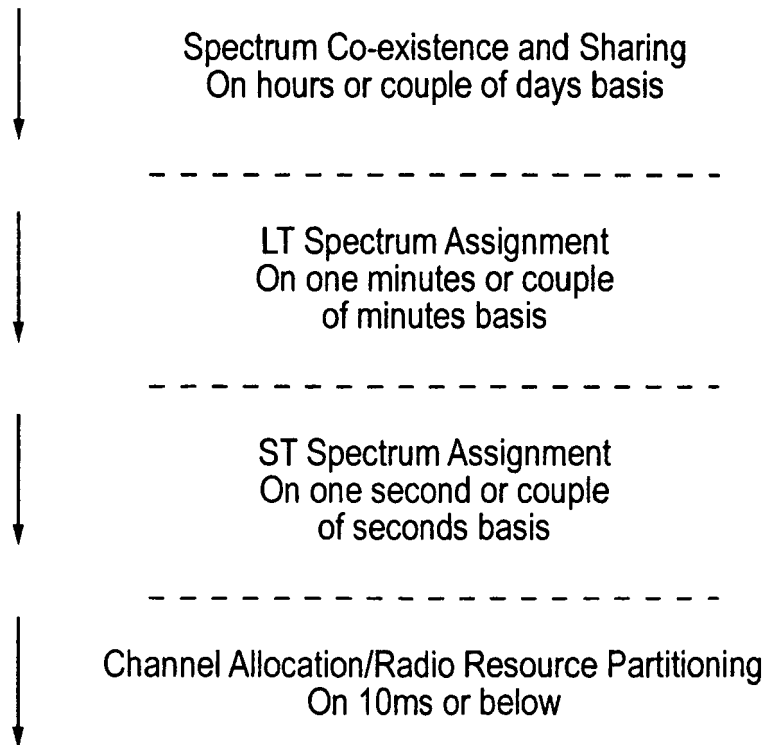 Spectrum Co-existence and Sharing
On hours or couple of days basis
LT Spectrum Assignment
On one minutes or couple
of minutes basis
ST Spectrum Assignment
On one second or couple
of seconds basis
Channel Allocation/Radio Resource Partitioning
On 10ms or below